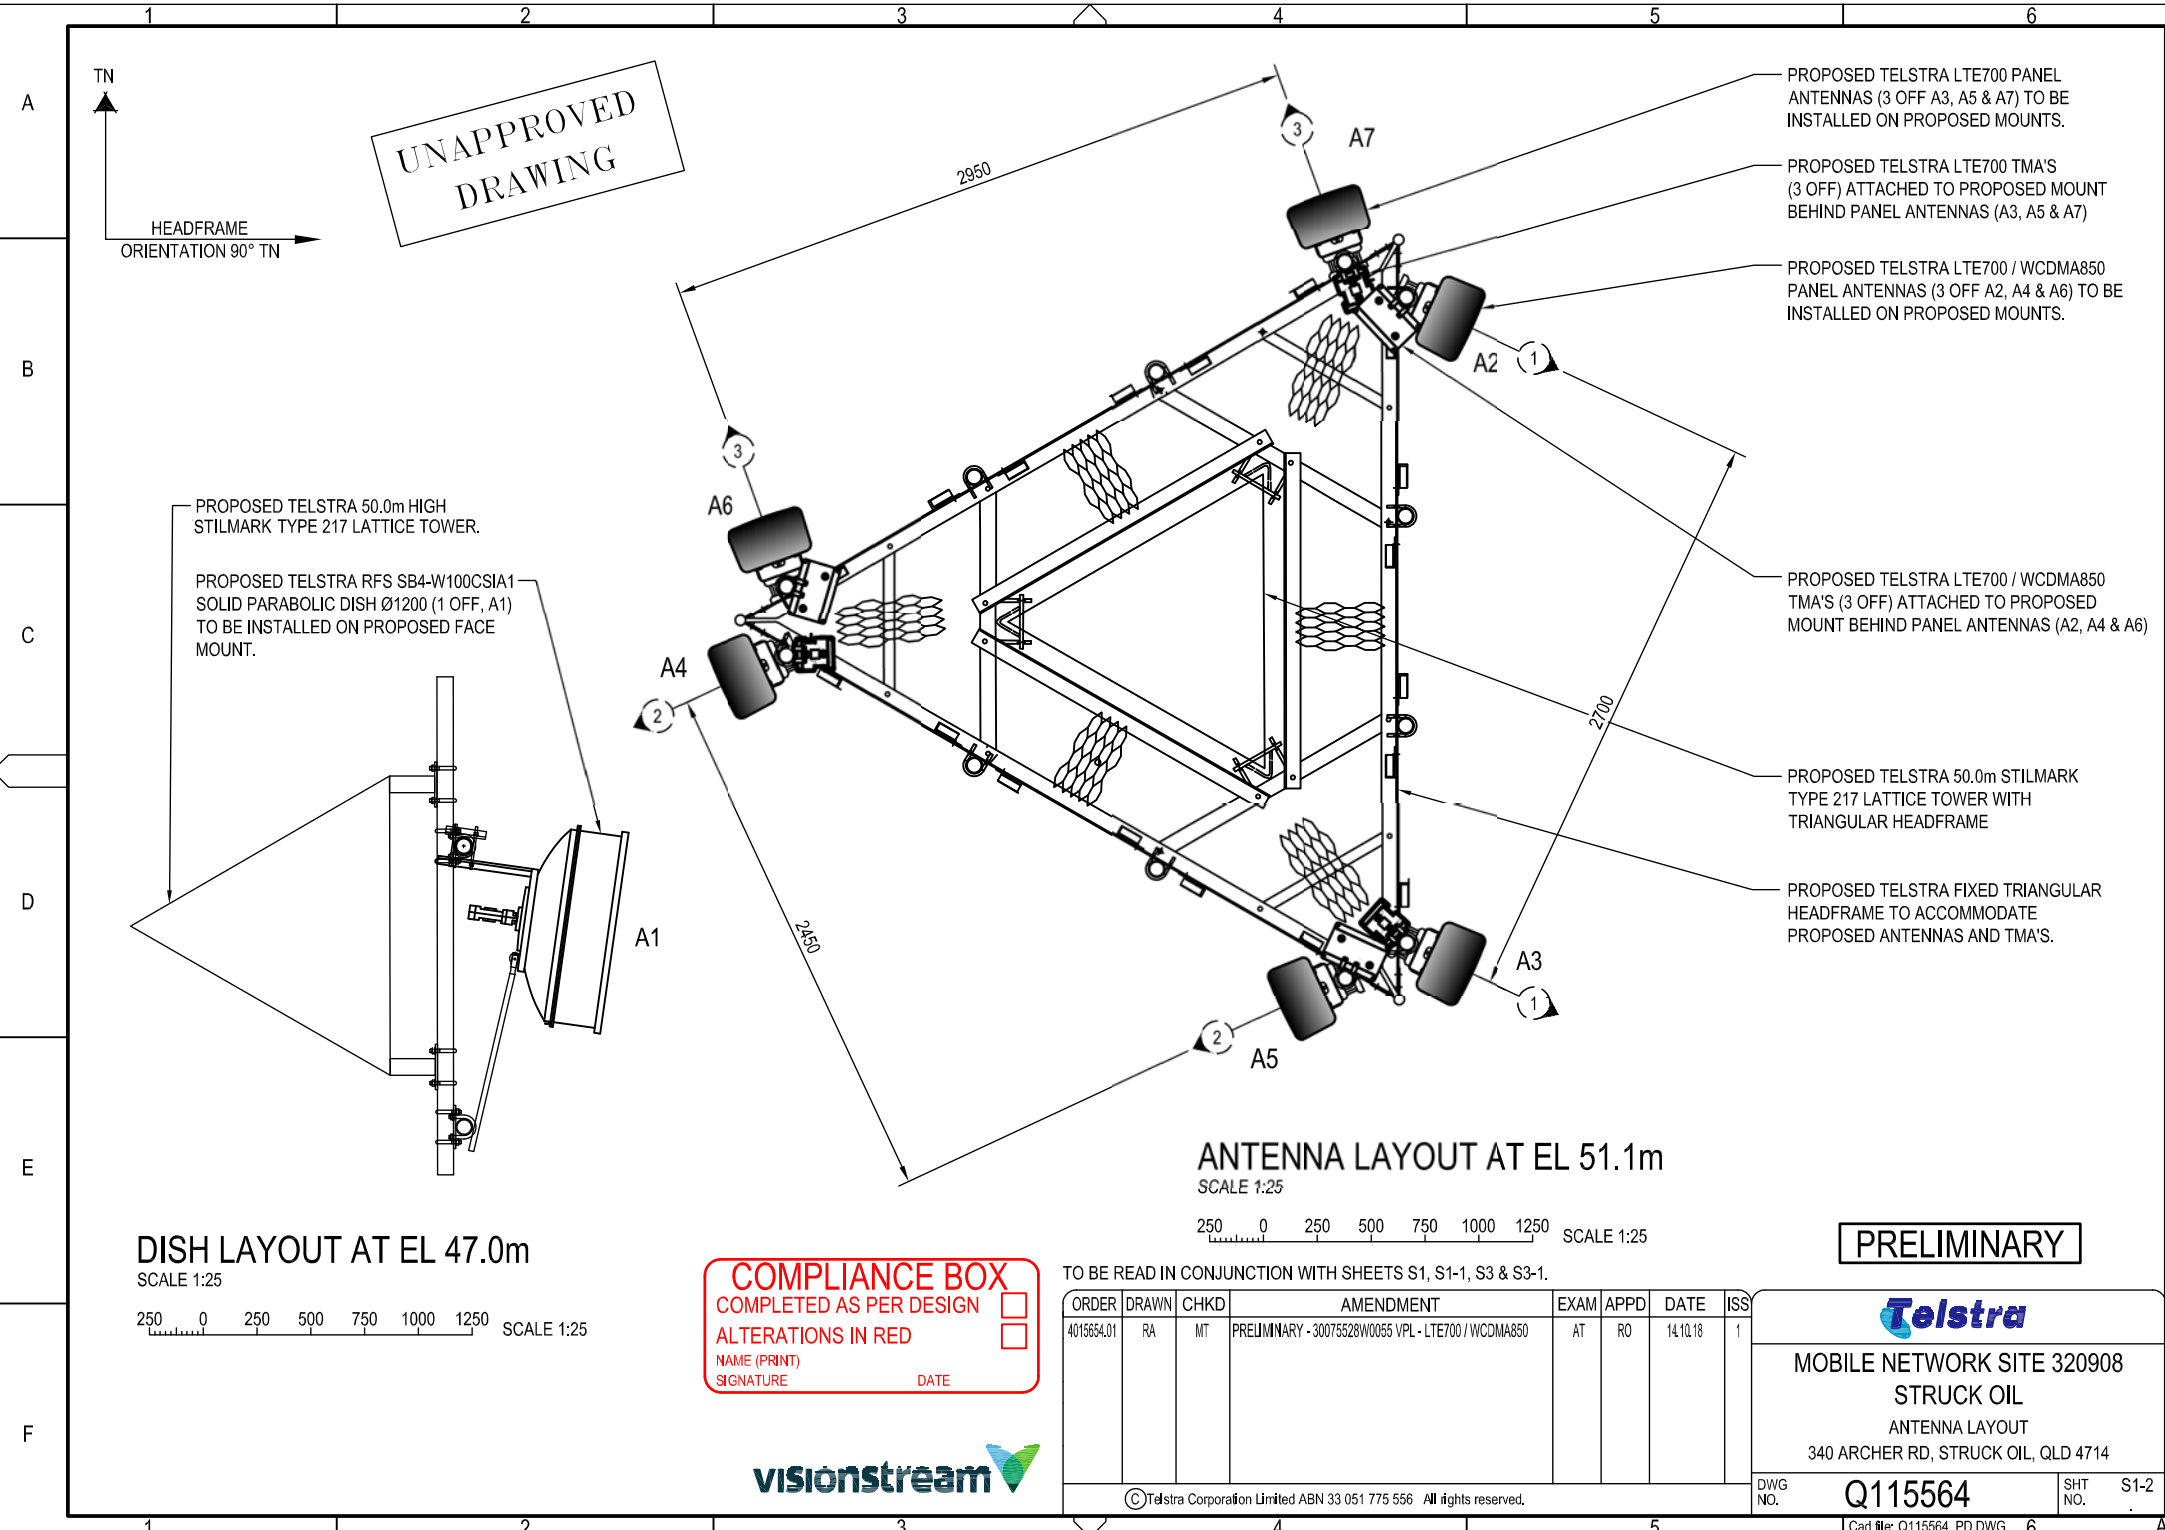 1 2 3 4 5 6
A
B
C
D
E
F
TN
HEADFRAME
ORIENTATION 90° TN
UNAPPROVED
DRAWING
2950
3
A7
A2
1
3
A6
A4
2
2700
2450
A3
1
A5
2
PROPOSED TELSTRA LTE700 PANEL
ANTENNAS (3 OFF A3, A5 & A7) TO BE
INSTALLED ON PROPOSED MOUNTS.
PROPOSED TELSTRA LTE700 TMA'S
(3 OFF) ATTACHED TO PROPOSED MOUNT
BEHIND PANEL ANTENNAS (A3, A5 & A7)
PROPOSED TELSTRA LTE700 / WCDMA850
PANEL ANTENNAS (3 OFF A2, A4 & A6) TO BE
INSTALLED ON PROPOSED MOUNTS.
PROPOSED TELSTRA LTE700 / WCDMA850
TMA'S (3 OFF) ATTACHED TO PROPOSED
MOUNT BEHIND PANEL ANTENNAS (A2, A4 & A6)
PROPOSED TELSTRA 50.0m STILMARK
TYPE 217 LATTICE TOWER WITH
TRIANGULAR HEADFRAME
PROPOSED TELSTRA FIXED TRIANGULAR
HEADFRAME TO ACCOMMODATE
PROPOSED ANTENNAS AND TMA'S.
PROPOSED TELSTRA 50.0m HIGH
STILMARK TYPE 217 LATTICE TOWER.
PROPOSED TELSTRA RFS SB4-W100CSIA1
SOLID PARABOLIC DISH Ø1200 (1 OFF, A1)
TO BE INSTALLED ON PROPOSED FACE
MOUNT.
A1
DISH LAYOUT AT EL 47.0m
SCALE 1:25
250 0 250 500 750 1000 1250 SCALE 1:25
ANTENNA LAYOUT AT EL 51.1m
SCALE 1:25
250 0 250 500 750 1000 1250 SCALE 1:25
PRELIMINARY
COMPLIANCE BOX
COMPLETED AS PER DESIGN
ALTERATIONS IN RED
NAME (PRINT)
SIGNATURE DATE
visionstream
TO BE READ IN CONJUNCTION WITH SHEETS S1, S1-1, S3 & S3-1.
ORDER DRAWN CHKD AMENDMENT EXAM APPD DATE ISS
4015654.01 RA MT PRELIMINARY - 30075528W0055 VPL - LTE700 / WCDMA850 AT RO 14.10.18 1
© Telstra Corporation Limited ABN 33 051 775 556 All rights reserved.
Telstra
MOBILE NETWORK SITE 320908
STRUCK OIL
ANTENNA LAYOUT
340 ARCHER RD, STRUCK OIL, QLD 4714
DWG NO. Q115564 SHT NO. S1-2
Cad file: Q115564_PD.DWG
1 2 3 4 5 6 A